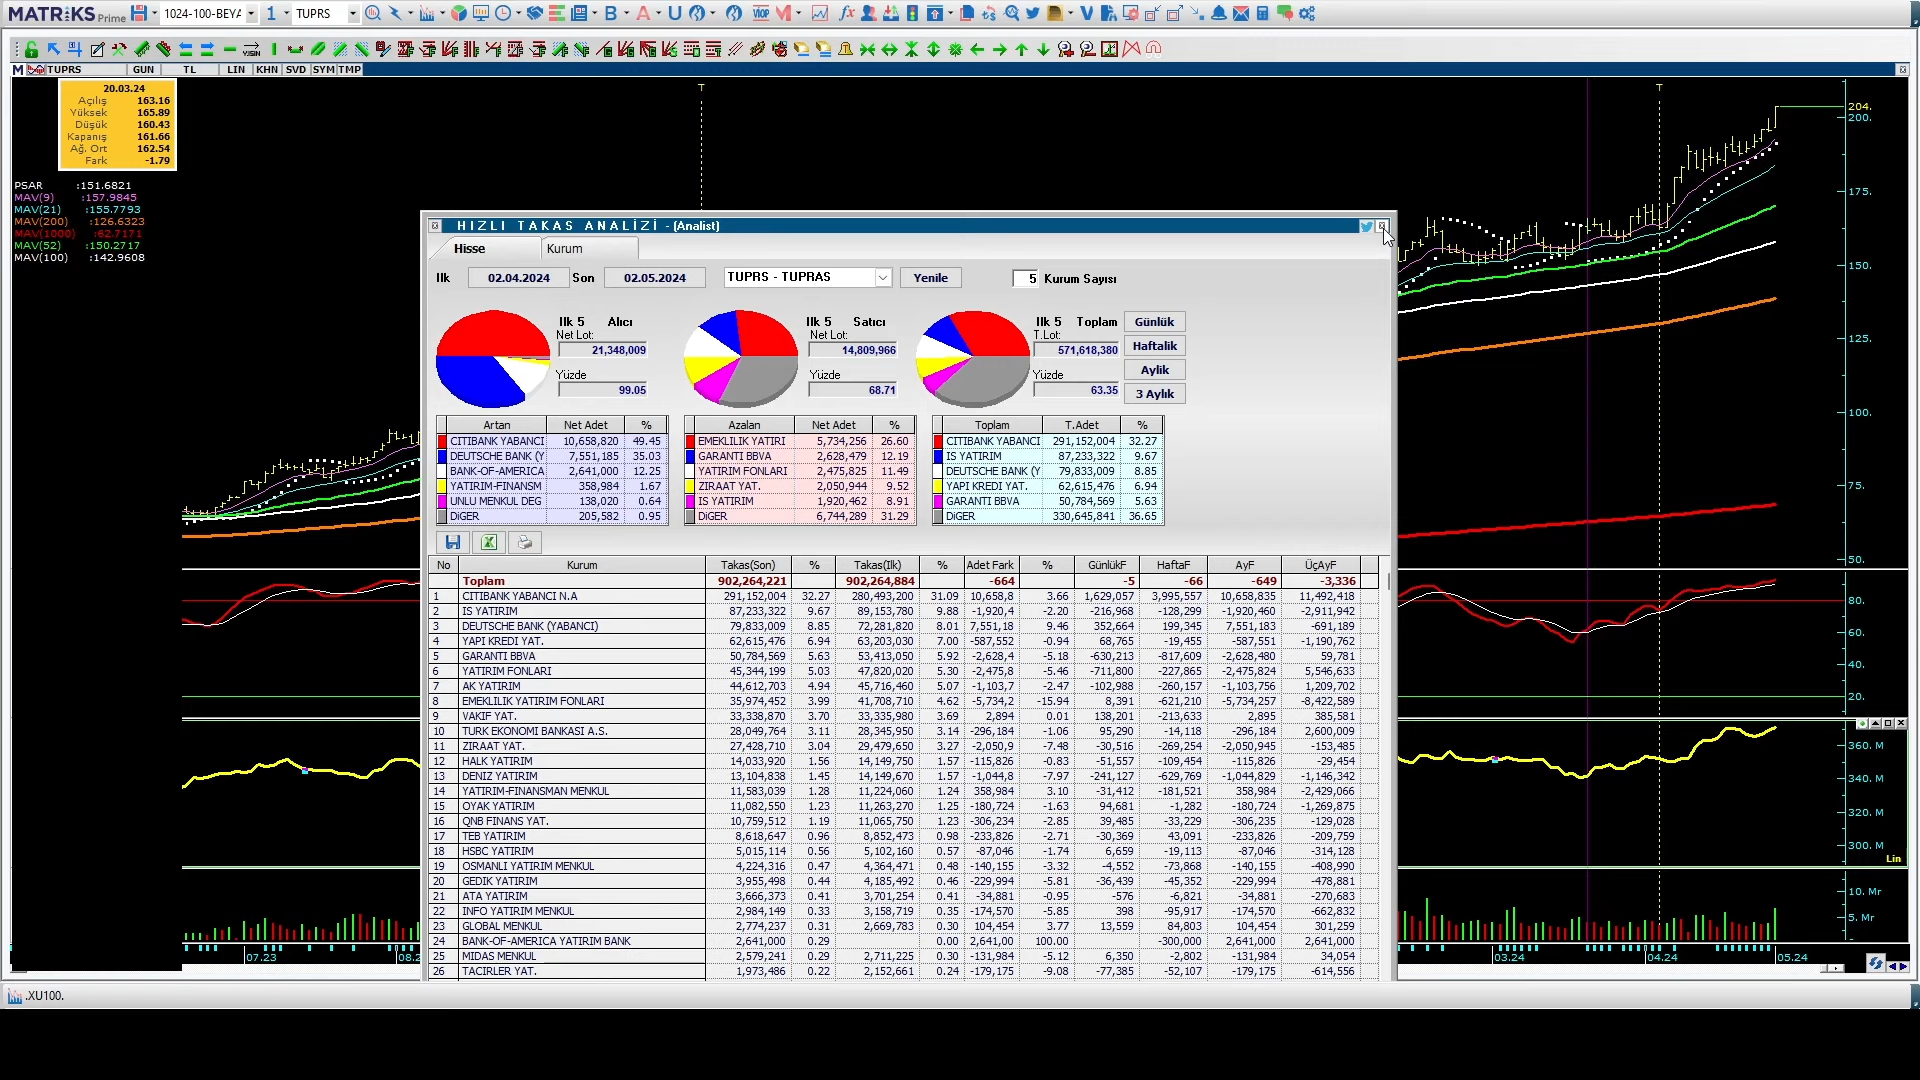 MATRiKS Prime 1024-100-BEYA 1 TUPRS
M TUPRS GUN TL LIN KHN SVD SYM TMP
20.03.24
Açılış 163.16
Yüksek 165.89
Düşük 160.43
Kapanış 161.66
Ağ. Ort 162.54
Fark -1.79
PSAR :151.6821
MAV(9) :157.9845
MAV(21) :155.7793
MAV(200) :126.6323
MAV(1000) :62.7171
MAV(52) :150.2717
MAV(100) :142.9608
HIZLI TAKAS ANALİZİ - (Analist)
Hisse Kurum
Ilk 02.04.2024 Son 02.05.2024 TUPRS - TUPRAS Yenile 5 Kurum Sayısı
Ilk 5 Alıcı
Net Lot:
21,348,009
Yüzde
99.05
Ilk 5 Satıcı
Net Lot:
14,809,966
Yüzde
68.71
Ilk 5 Toplam
T.Lot:
571,618,380
Yüzde
63.35
Günlük
Haftalik
Aylik
3 Aylik
Artan Net Adet %
CITIBANK YABANCI 10,658,820 49.45
DEUTSCHE BANK (Y 7,551,185 35.03
BANK-OF-AMERICA 2,641,000 12.25
YATIRIM-FINANSM 358,984 1.67
UNLU MENKUL DEG 138,020 0.64
DiGER 205,582 0.95
Azalan Net Adet %
EMEKLILIK YATIRI 5,734,256 26.60
GARANTI BBVA 2,628,479 12.19
YATIRIM FONLARI 2,475,825 11.49
ZIRAAT YAT. 2,050,944 9.52
IS YATIRIM 1,920,462 8.91
DiGER 6,744,289 31.29
Toplam T.Adet %
CITIBANK YABANCI 291,152,004 32.27
IS YATIRIM 87,233,322 9.67
DEUTSCHE BANK (Y 79,833,009 8.85
YAPI KREDI YAT. 62,615,476 6.94
GARANTI BBVA 50,784,569 5.63
DiGER 330,645,841 36.65
No Kurum Takas(Son) % Takas(Ilk) % Adet Fark % GünlükF HaftaF AyF ÜçAyF
Toplam 902,264,221 902,264,884 -664 -5 -66 -649 -3,336
1 CITIBANK YABANCI N.A 291,152,004 32.27 280,493,200 31.09 10,658,8 3.66 1,629,057 3,995,557 10,658,835 11,492,418
2 IS YATIRIM 87,233,322 9.67 89,153,780 9.88 -1,920,4 -2.20 -216,968 -128,299 -1,920,460 -2,911,942
3 DEUTSCHE BANK (YABANCI) 79,833,009 8.85 72,281,820 8.01 7,551,18 9.46 352,664 199,345 7,551,183 -691,189
4 YAPI KREDI YAT. 62,615,476 6.94 63,203,030 7.00 -587,552 -0.94 68,765 -19,455 -587,551 -1,190,762
5 GARANTI BBVA 50,784,569 5.63 53,413,050 5.92 -2,628,4 -5.18 -630,213 -817,609 -2,628,480 59,781
6 YATIRIM FONLARI 45,344,199 5.03 47,820,020 5.30 -2,475,8 -5.46 -711,800 -227,865 -2,475,824 5,546,633
7 AK YATIRIM 44,612,703 4.94 45,716,460 5.07 -1,103,7 -2.47 -102,988 -260,157 -1,103,756 1,209,702
8 EMEKLILIK YATIRIM FONLARI 35,974,452 3.99 41,708,710 4.62 -5,734,2 -15.94 8,391 -621,210 -5,734,257 -8,422,589
9 VAKIF YAT. 33,338,870 3.70 33,335,980 3.69 2,894 0.01 138,201 -213,633 2,895 385,581
10 TURK EKONOMI BANKASI A.S. 28,049,764 3.11 28,345,950 3.14 -296,184 -1.06 95,290 -14,118 -296,184 2,600,009
11 ZIRAAT YAT. 27,428,710 3.04 29,479,650 3.27 -2,050,9 -7.48 -30,516 -269,254 -2,050,945 -153,485
12 HALK YATIRIM 14,033,920 1.56 14,149,750 1.57 -115,826 -0.83 -51,557 -109,454 -115,826 -29,454
13 DENIZ YATIRIM 13,104,838 1.45 14,149,670 1.57 -1,044,8 -7.97 -241,127 -629,769 -1,044,829 -1,146,342
14 YATIRIM-FINANSMAN MENKUL 11,583,039 1.28 11,224,060 1.24 358,984 3.10 -31,412 -181,521 358,984 -2,429,066
15 OYAK YATIRIM 11,082,550 1.23 11,263,270 1.25 -180,724 -1.63 94,681 -1,282 -180,724 -1,269,875
16 QNB FINANS YAT. 10,759,512 1.19 11,065,750 1.23 -306,234 -2.85 39,485 -33,229 -306,235 -129,028
17 TEB YATIRIM 8,618,647 0.96 8,852,473 0.98 -233,826 -2.71 -30,369 43,091 -233,826 -209,759
18 HSBC YATIRIM 5,015,114 0.56 5,102,160 0.57 -87,046 -1.74 6,659 -19,113 -87,046 -314,128
19 OSMANLI YATIRIM MENKUL 4,224,316 0.47 4,364,471 0.48 -140,155 -3.32 -4,552 -73,868 -140,155 -408,990
20 GEDIK YATIRIM 3,955,498 0.44 4,185,492 0.46 -229,994 -5.81 -36,439 -45,352 -229,994 -478,881
21 ATA YATIRIM 3,666,373 0.41 3,701,254 0.41 -34,881 -0.95 -576 -6,821 -34,881 -270,683
22 INFO YATIRIM MENKUL 2,984,149 0.33 3,158,719 0.35 -174,570 -5.85 398 -95,917 -174,570 -662,832
23 GLOBAL MENKUL 2,774,237 0.31 2,669,783 0.30 104,454 3.77 13,559 84,803 104,454 301,259
24 BANK-OF-AMERICA YATIRIM BANK 2,641,000 0.29 0.00 2,641,00 100.00 -300,000 2,641,000 2,641,000
25 MIDAS MENKUL 2,579,241 0.29 2,711,225 0.30 -131,984 -5.12 6,350 -2,802 -131,984 34,054
26 TACIRLER YAT. 1,973,486 0.22 2,152,661 0.24 -179,175 -9.08 -77,385 -52,107 -179,175 -614,556
204.
200.
175.
150.
125.
100.
75.
50.
80.
60.
40.
20.
360. M
340. M
320. M
300. M
Lin
10. Mr
5. Mr
07.23 08.2 03.24 04.24 05.24
.XU100.